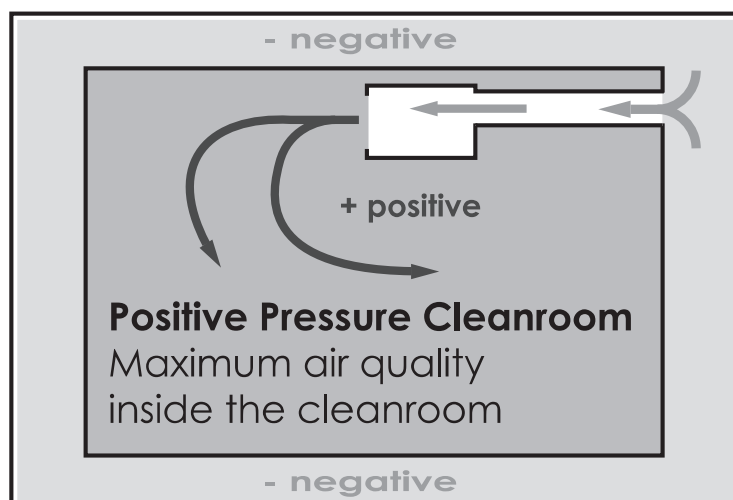 - negative
+ positive
Positive Pressure Cleanroom
Maximum air quality
inside the cleanroom
- negative